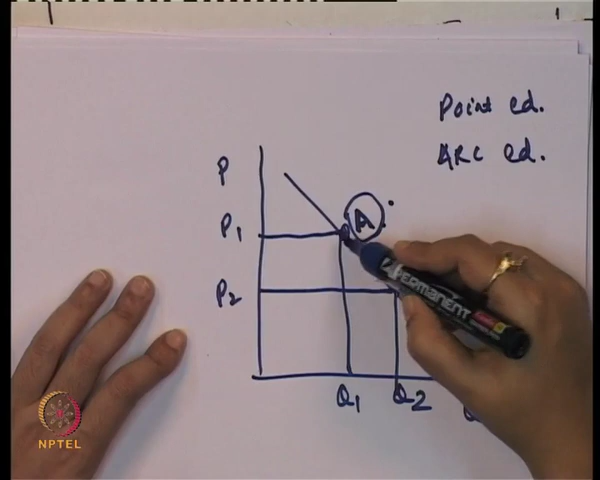 Point ed.
ARC ed.
P
A
P1
P2
Q1 Q2
PERMANENT
NPTEL